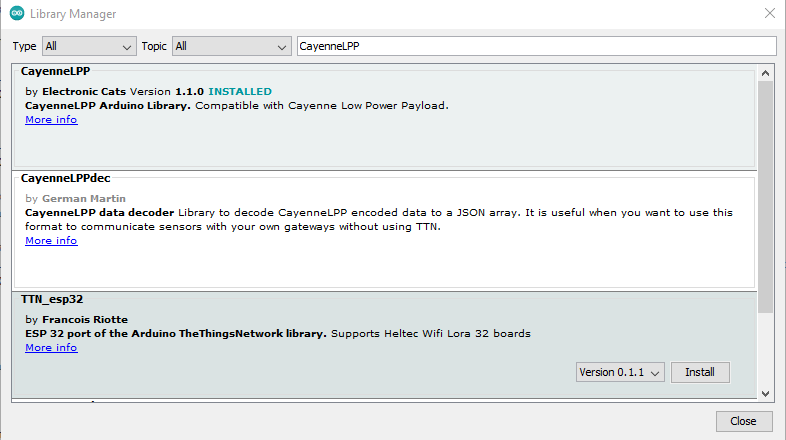 Library Manager
Type All Topic All CayenneLPP
CayenneLPP
by Electronic Cats Version 1.1.0 INSTALLED
CayenneLPP Arduino Library. Compatible with Cayenne Low Power Payload.
More info
CayenneLPPdec
by German Martin
CayenneLPP data decoder Library to decode CayenneLPP encoded data to a JSON array. It is useful when you want to use this
format to communicate sensors with your own gateways without using TTN.
More info
TTN_esp32
by Francois Riotte
ESP 32 port of the Arduino TheThingsNetwork library. Supports Heltec Wifi Lora 32 boards
More info
Version 0.1.1 Install
Close